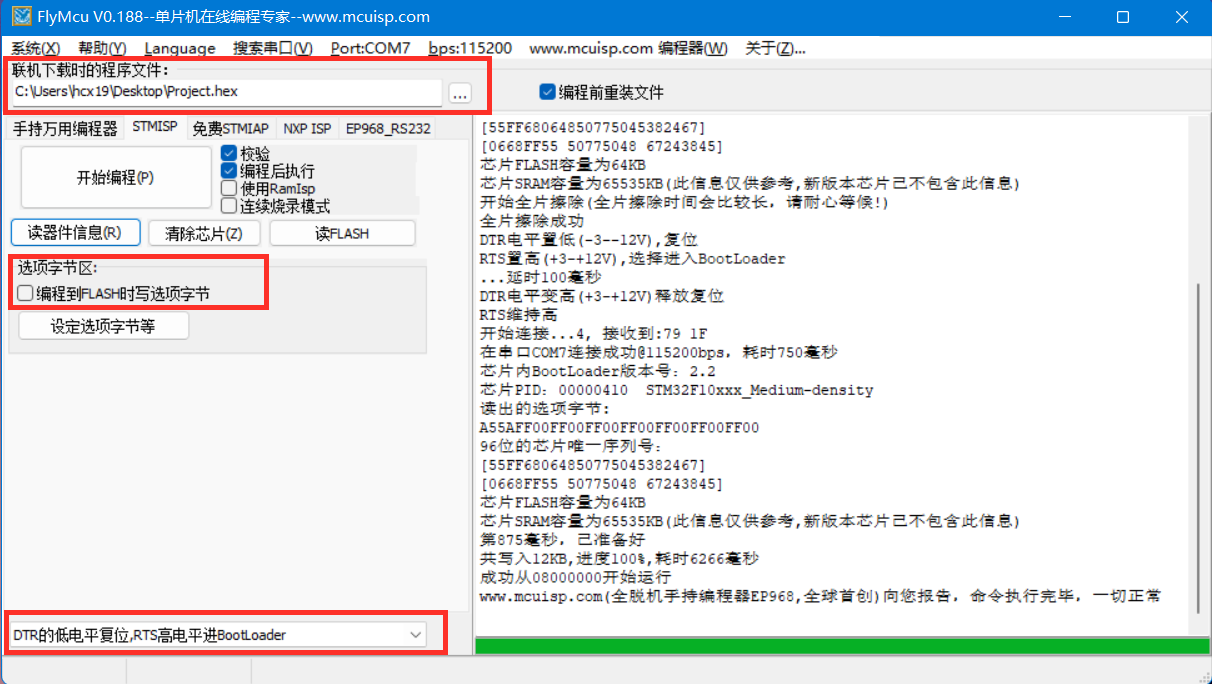 FlyMcu V0.188--单片机在线编程专家--www.mcuisp.com
系统(X) 帮助(Y) Language 搜索串口(V) Port:COM7 bps:115200 www.mcuisp.com 编程器(W) 关于(Z)...
联机下载时的程序文件：
C:\Users\hcx19\Desktop\Project.hex ...
编程前重装文件
手持万用编程器 STMISP 免费STMIAP NXP ISP EP968_RS232
开始编程(P)
校验
编程后执行
使用RamIsp
连续烧录模式
读器件信息(R) 清除芯片(Z) 读FLASH
选项字节区:
编程到FLASH时写选项字节
设定选项字节等
DTR的低电平复位,RTS高电平进BootLoader
[55FF68064850775045382467]
[0668FF55 50775048 67243845]
芯片FLASH容量为64KB
芯片SRAM容量为65535KB(此信息仅供参考,新版本芯片已不包含此信息)
开始全片擦除(全片擦除时间会比较长，请耐心等候!)
全片擦除成功
DTR电平置低(-3--12V),复位
RTS置高(+3-+12V),选择进入BootLoader
...延时100毫秒
DTR电平变高(+3-+12V)释放复位
RTS维持高
开始连接...4, 接收到:79 1F
在串口COM7连接成功@115200bps, 耗时750毫秒
芯片内BootLoader版本号：2.2
芯片PID：00000410 STM32F10xxx_Medium-density
读出的选项字节:
A55AFF00FF00FF00FF00FF00FF00FF00
96位的芯片唯一序列号:
[55FF68064850775045382467]
[0668FF55 50775048 67243845]
芯片FLASH容量为64KB
芯片SRAM容量为65535KB(此信息仅供参考,新版本芯片已不包含此信息)
第875毫秒，已准备好
共写入12KB,进度100%,耗时6266毫秒
成功从08000000开始运行
www.mcuisp.com(全脱机手持编程器EP968,全球首创)向您报告，命令执行完毕，一切正常